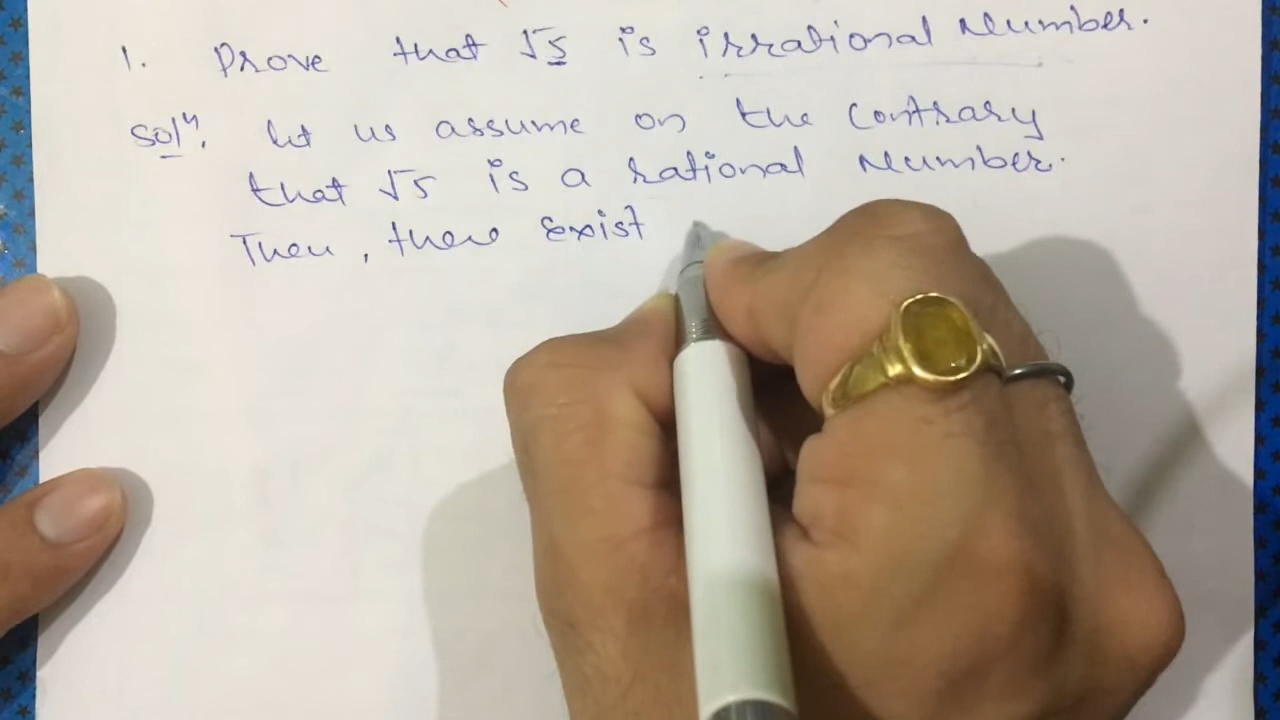 1. Prove that √5 is irrational Number.
Solⁿ. let us assume on the contrary
that √5 is a rational Number.
Then, there exist